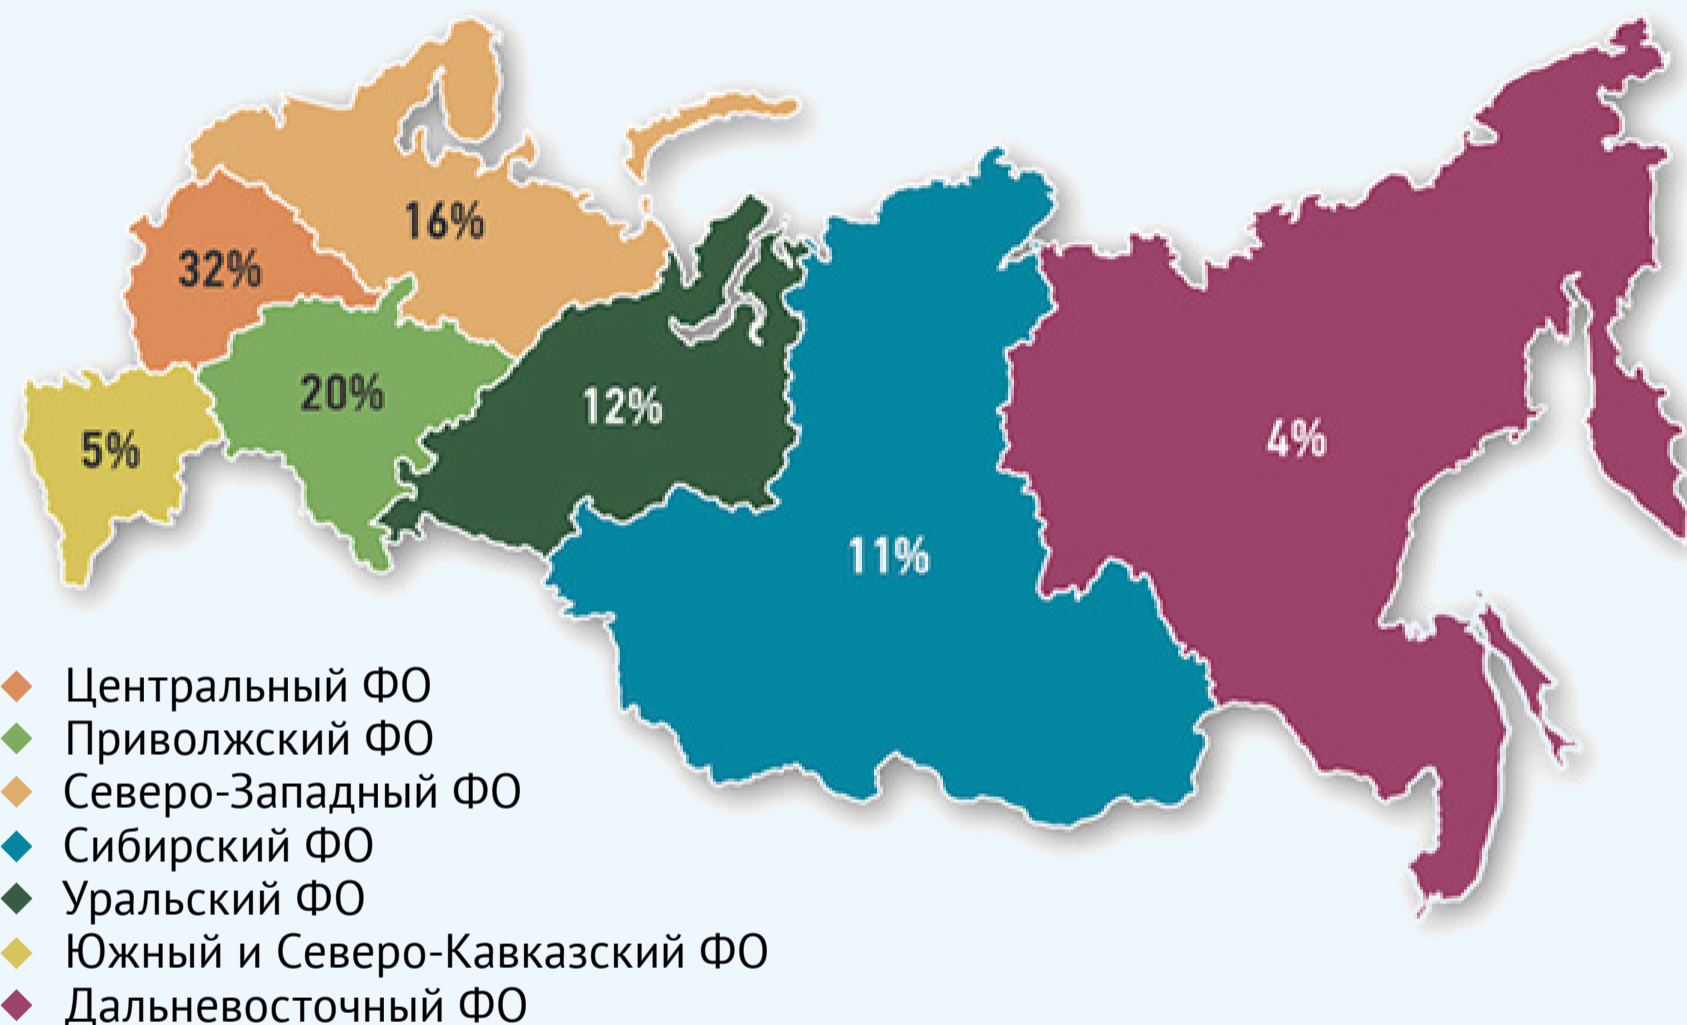 16%
32%
20%
12%
5%
4%
11%
Центральный ФО
Приволжский ФО
Северо-Западный ФО
Сибирский ФО
Уральский ФО
Южный и Северо-Кавказский ФО
Дальневосточный ФО